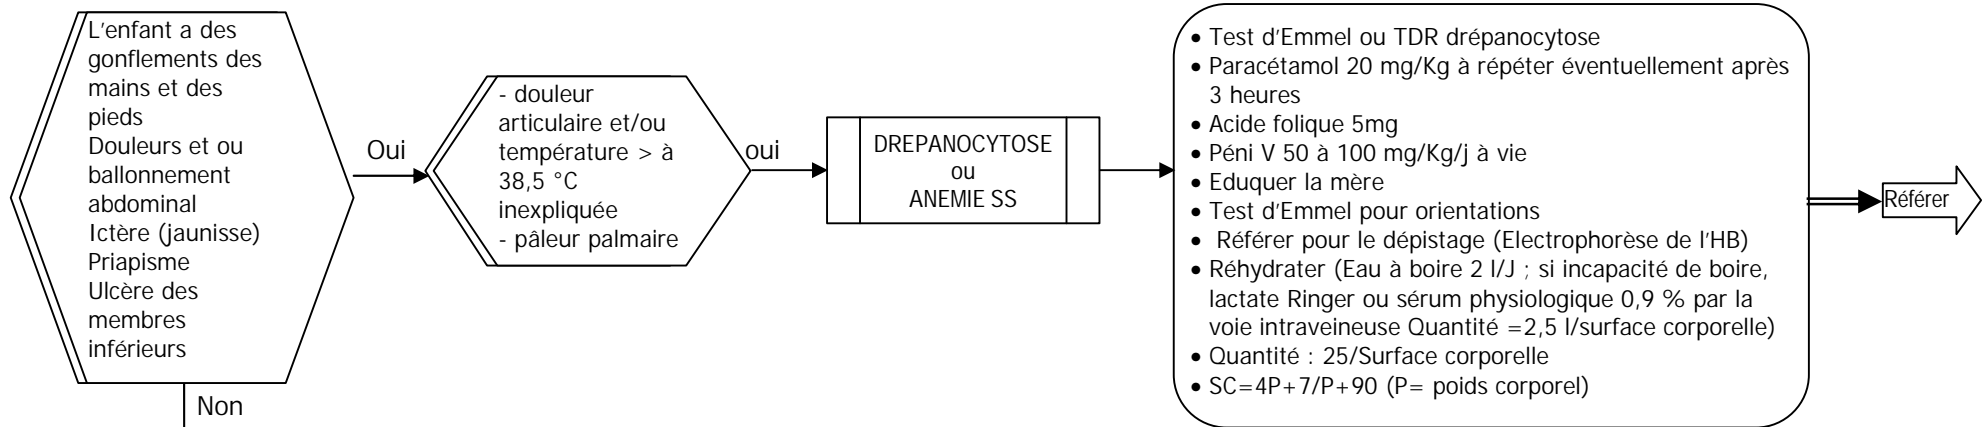 L'enfant a des
gonflements des
mains et des
pieds
Douleurs et ou
ballonnement
abdominal
Ictère (jaunisse)
Priapisme
Ulcère des
membres
inférieurs
Non
Oui
- douleur
articulaire et/ou
température > à
38,5 °C
inexpliquée
- pâleur palmaire
oui
DREPANOCYTOSE
ou
ANEMIE SS
• Test d'Emmel ou TDR drépanocytose
• Paracétamol 20 mg/Kg à répéter éventuellement après
3 heures
• Acide folique 5mg
• Péni V 50 à 100 mg/Kg/j à vie
• Eduquer la mère
• Test d'Emmel pour orientations
• Référer pour le dépistage (Electrophorèse de l'HB)
• Réhydrater (Eau à boire 2 l/J ; si incapacité de boire,
lactate Ringer ou sérum physiologique 0,9 % par la
voie intraveineuse Quantité =2,5 l/surface corporelle)
• Quantité : 25/Surface corporelle
• SC=4P+7/P+90 (P= poids corporel)
Référer